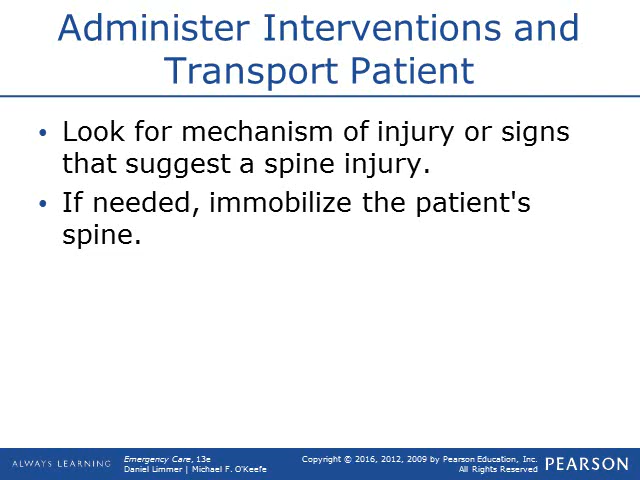 Administer Interventions and
Transport Patient
• Look for mechanism of injury or signs
that suggest a spine injury.
• If needed, immobilize the patient's
spine.
ALWAYS LEARNING
Emergency Care, 13e
Daniel Limmer | Michael F. O'Keefe
Copyright © 2016, 2012, 2009 by Pearson Education, Inc.
All Rights Reserved
PEARSON